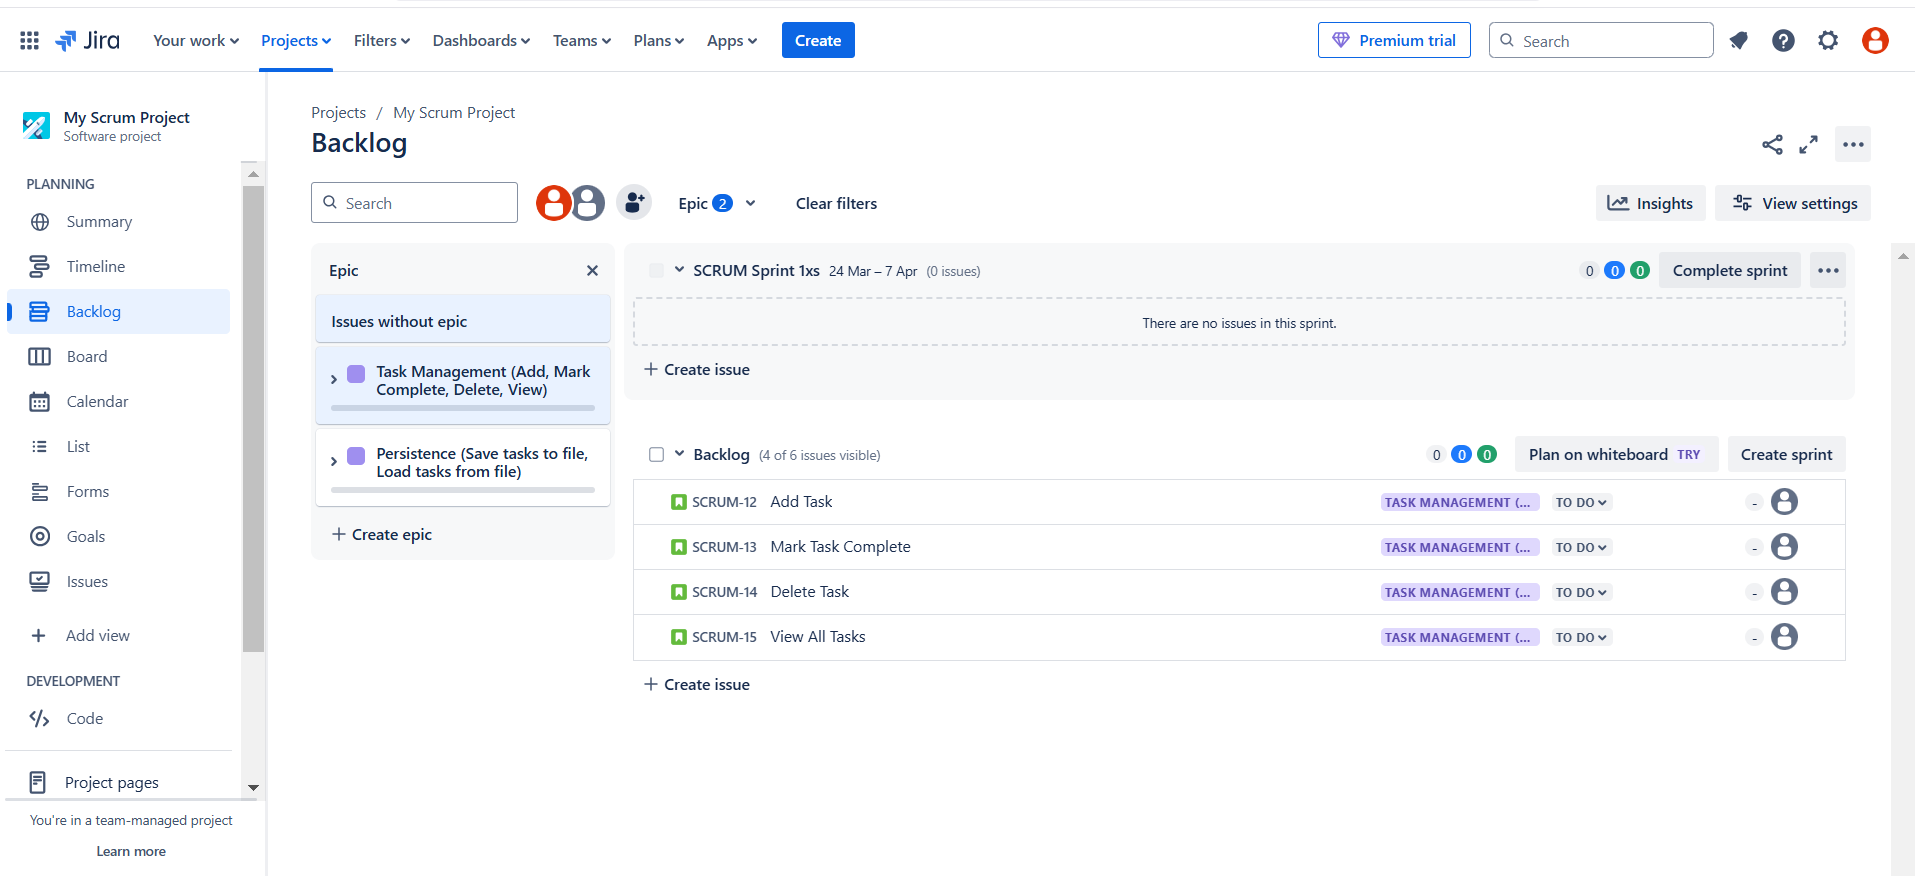 Jira
Your work
Projects
Filters
Dashboards
Teams
Plans
Apps
Create
Premium trial
Search
My Scrum Project
Software project
PLANNING
Summary
Timeline
Backlog
Board
Calendar
List
Forms
Goals
Issues
Add view
DEVELOPMENT
Code
Project pages
You're in a team-managed project
Learn more
Projects / My Scrum Project
Backlog
Search
Epic 2
Clear filters
Insights
View settings
Epic
Issues without epic
Task Management (Add, Mark
Complete, Delete, View)
Persistence (Save tasks to file,
Load tasks from file)
+ Create epic
SCRUM Sprint 1xs 24 Mar – 7 Apr (0 issues)
0 0 0
Complete sprint
There are no issues in this sprint.
+ Create issue
Backlog (4 of 6 issues visible)
0 0 0
Plan on whiteboard TRY
Create sprint
SCRUM-12 Add Task TASK MANAGEMENT (... TO DO -
SCRUM-13 Mark Task Complete TASK MANAGEMENT (... TO DO -
SCRUM-14 Delete Task TASK MANAGEMENT (... TO DO -
SCRUM-15 View All Tasks TASK MANAGEMENT (... TO DO -
+ Create issue